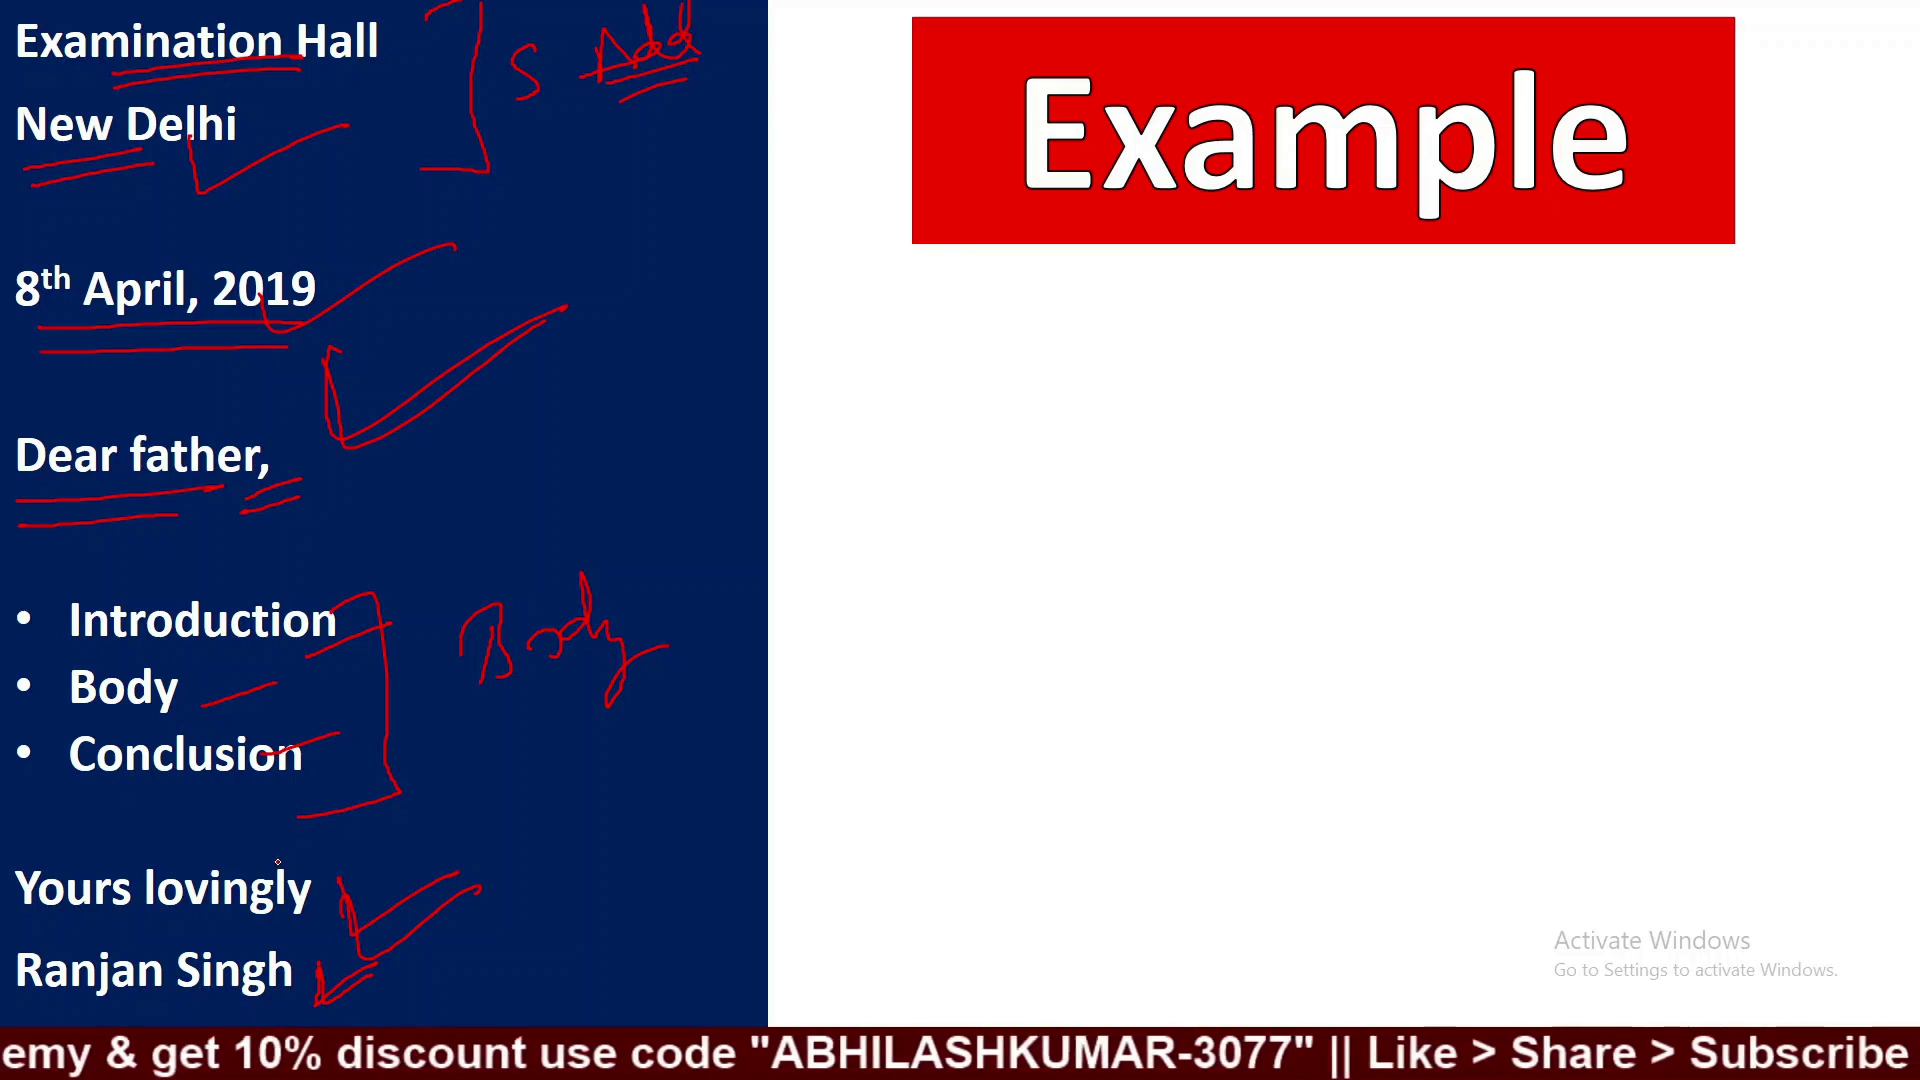 Examination Hall
S Add
New Delhi
8th April, 2019
Dear father,
• Introduction
• Body
• Conclusion
Body
Yours lovingly
Ranjan Singh
Example
Activate Windows
Go to Settings to activate Windows.
emy & get 10% discount use code "ABHILASHKUMAR-3077" || Like > Share > Subscribe